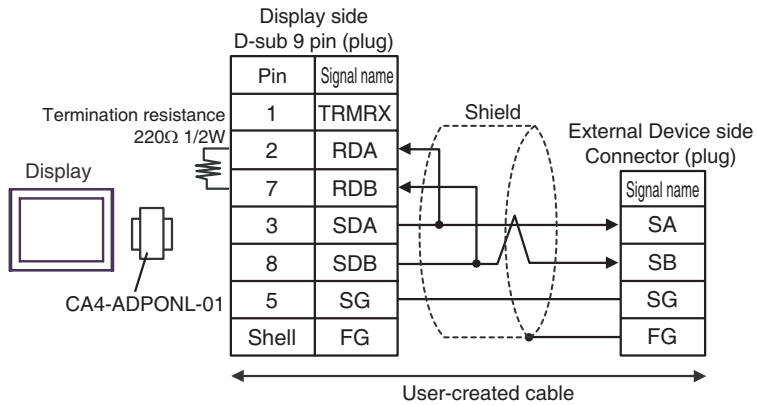 Display side
D-sub 9 pin (plug)
Pin Signal name
1 TRMRX
2 RDA
7 RDB
3 SDA
8 SDB
5 SG
Shell FG
Termination resistance
220Ω 1/2W
Display
CA4-ADPONL-01
Shield
External Device side
Connector (plug)
Signal name
SA
SB
SG
FG
User-created cable